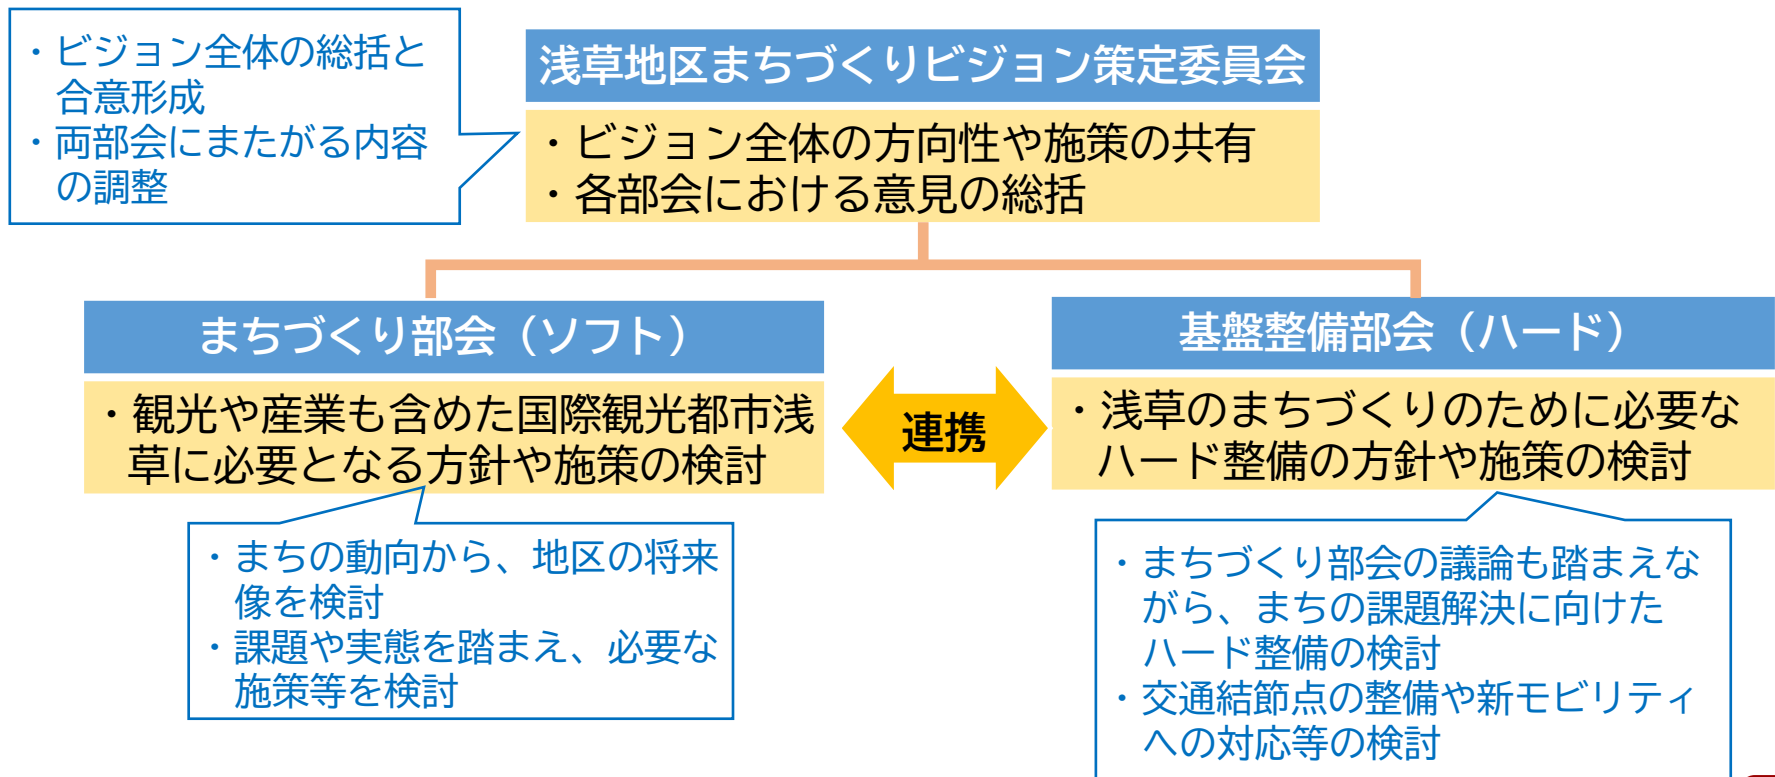 ・ビジョン全体の総括と
合意形成
・両部会にまたがる内容
の調整
浅草地区まちづくりビジョン策定委員会
・ビジョン全体の方向性や施策の共有
・各部会における意見の総括
まちづくり部会（ソフト）
・観光や産業も含めた国際観光都市浅
草に必要となる方針や施策の検討
連携
基盤整備部会（ハード）
・浅草のまちづくりのために必要な
ハード整備の方針や施策の検討
・まちの動向から、地区の将来
像を検討
・課題や実態を踏まえ、必要な
施策等を検討
・まちづくり部会の議論も踏まえな
がら、まちの課題解決に向けた
ハード整備の検討
・交通結節点の整備や新モビリティ
への対応等の検討